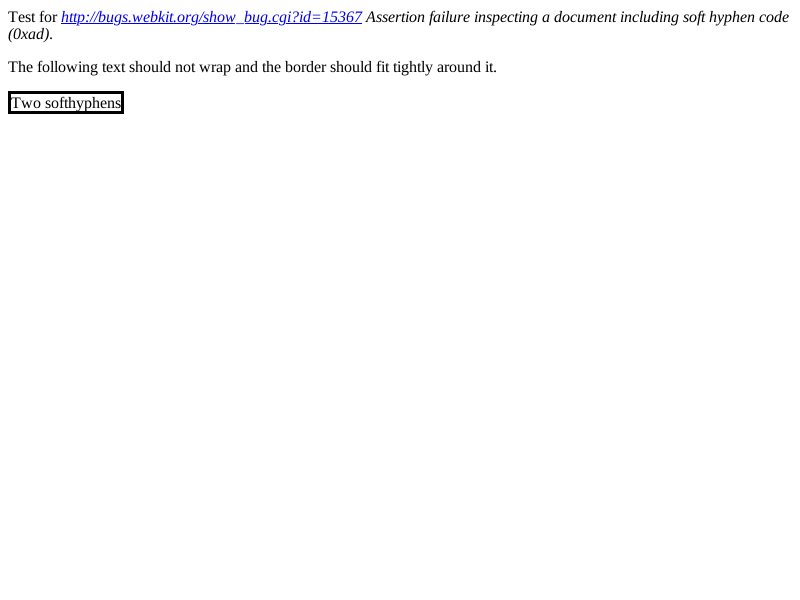 Test for http://bugs.webkit.org/show_bug.cgi?id=15367 Assertion failure inspecting a document including soft hyphen code
(0xad).
The following text should not wrap and the border should fit tightly around it.
Two softhyphens